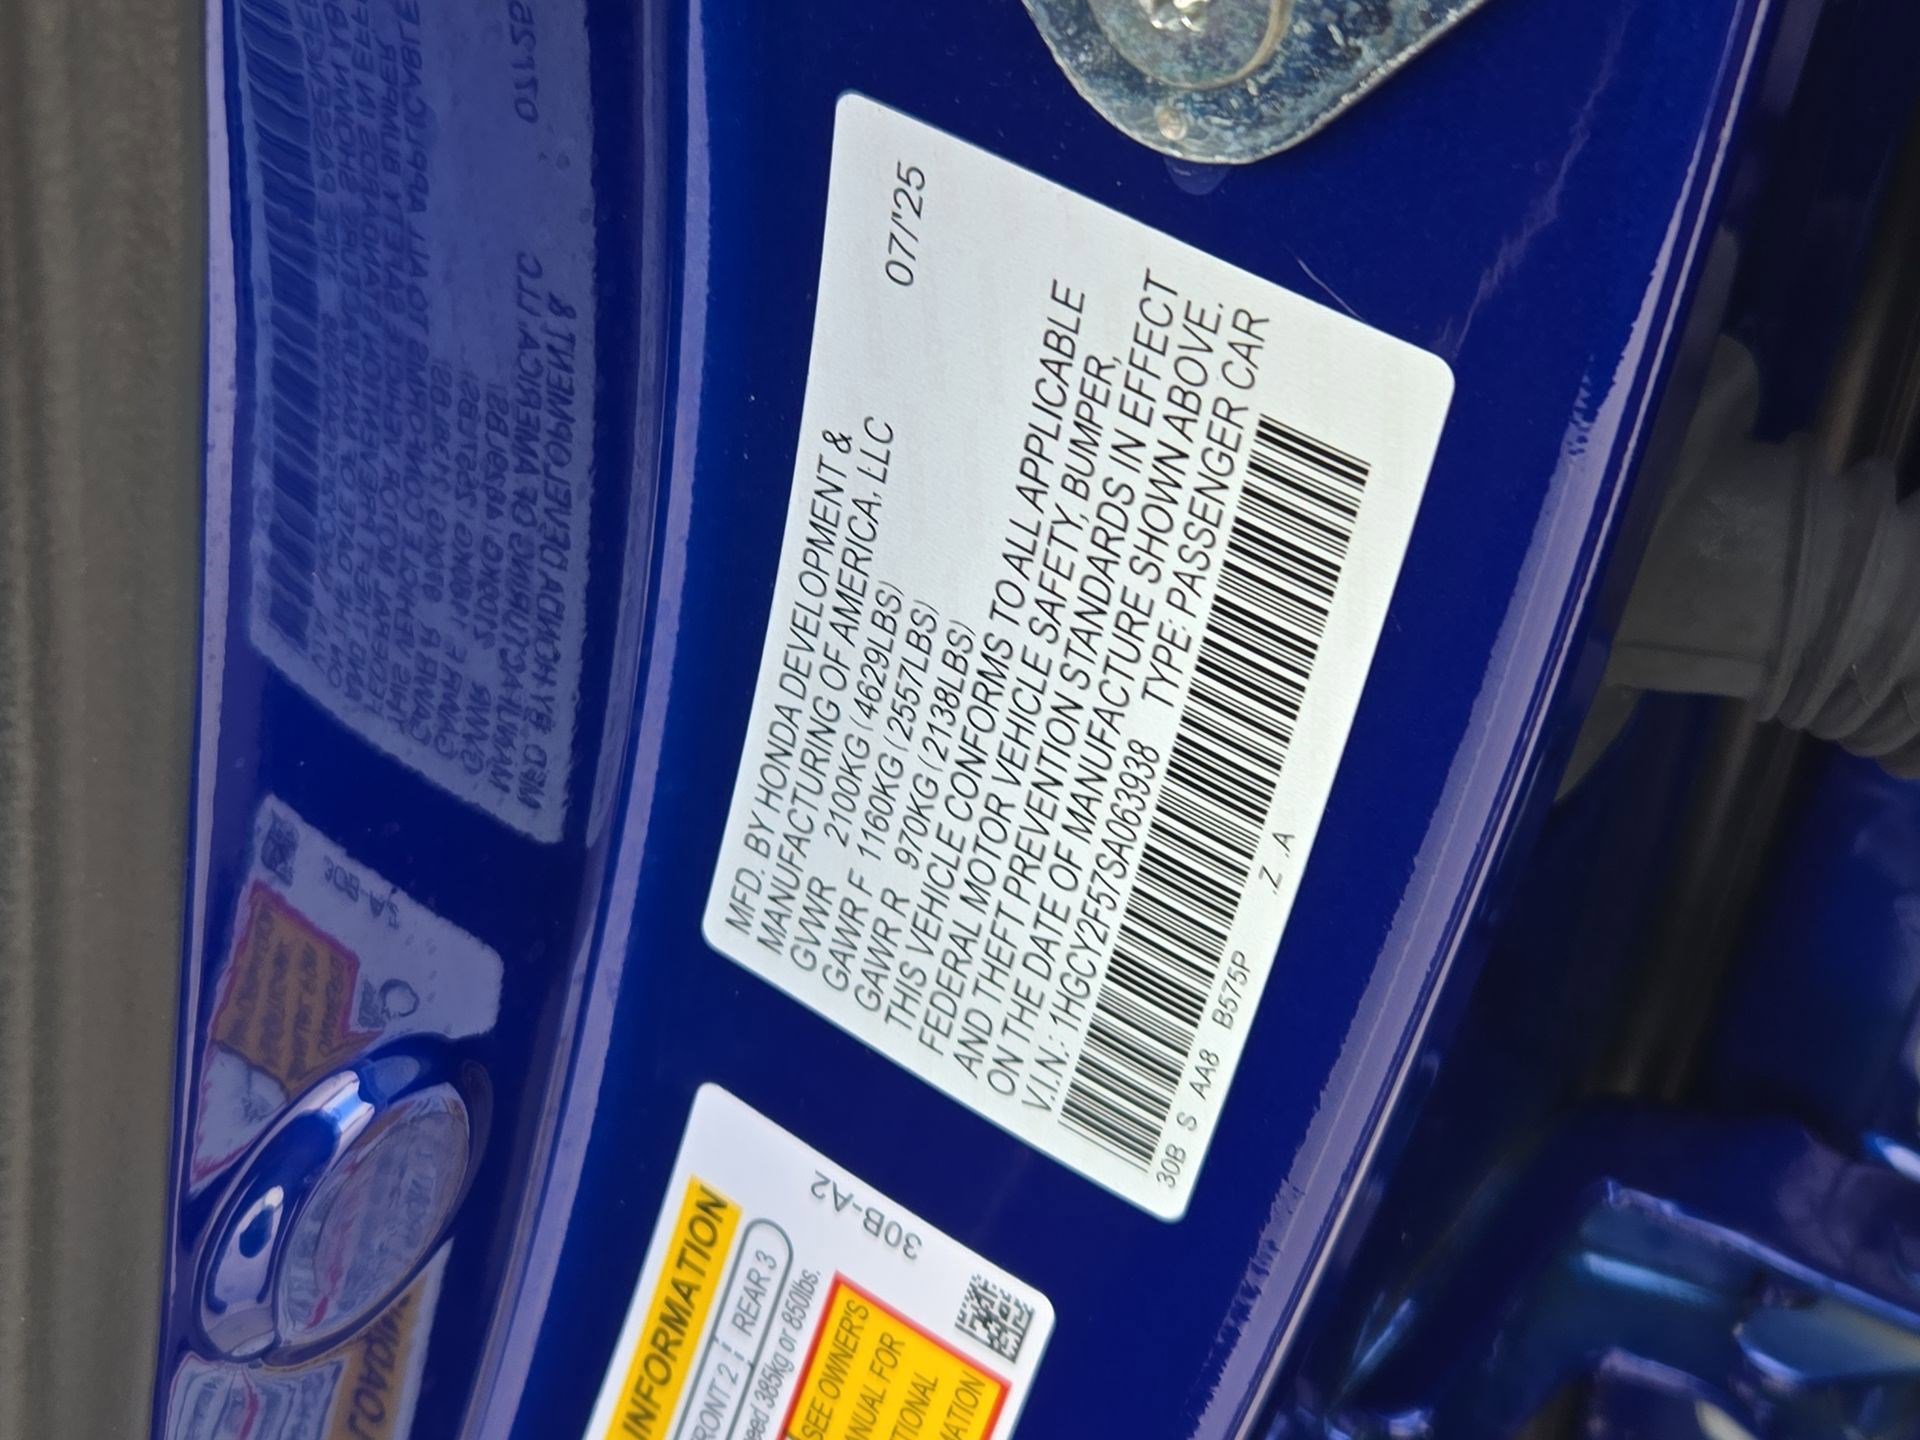 07/'25
MFD. BY HONDA DEVELOPMENT &
MANUFACTURING OF AMERICA, LLC
GVWR 2100KG (4629LBS)
GAWR F 1160KG (2557LBS)
GAWR R 970KG (2138LBS)
THIS VEHICLE CONFORMS TO ALL APPLICABLE
FEDERAL MOTOR VEHICLE SAFETY, BUMPER,
AND THEFT PREVENTION STANDARDS IN EFFECT
ON THE DATE OF MANUFACTURE SHOWN ABOVE.
V.I.N.: 1HGCY2F57SA063938 TYPE: PASSENGER CAR
30B S AA8 B575P .Z .A
INFORMATION
FRONT 2 REAR 3
385kg or 850lbs.
30B-A2
SEE OWNER'S
MANUAL FOR